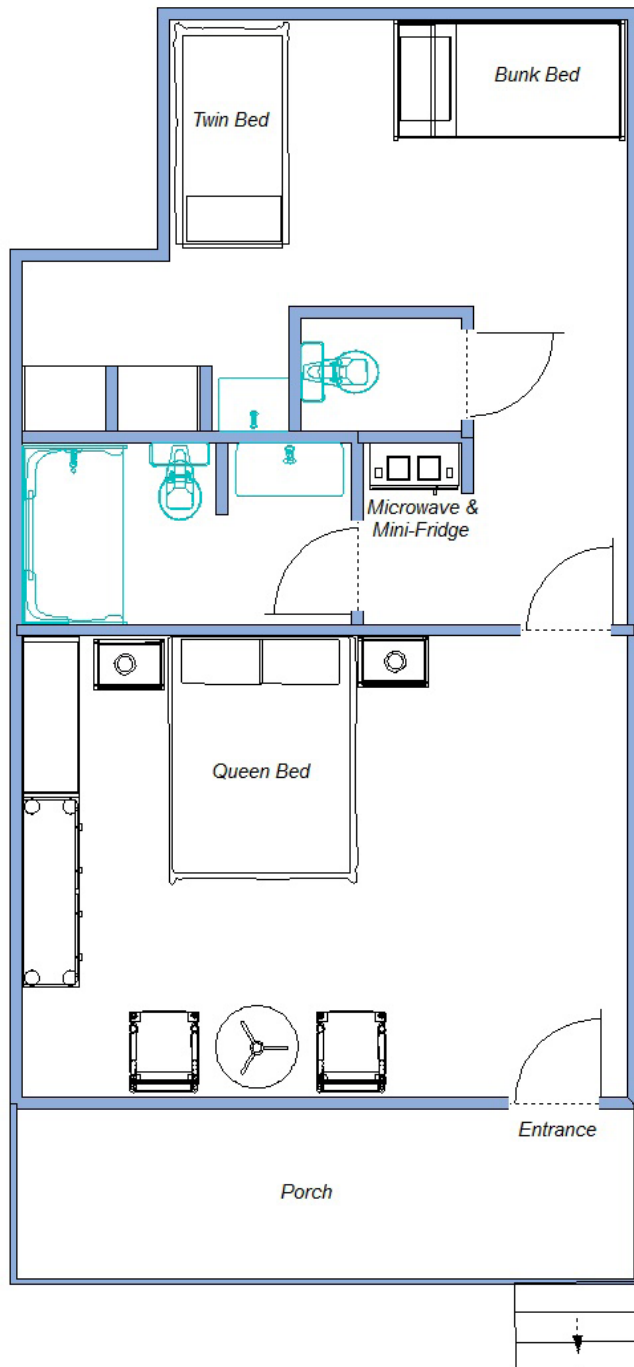 Bunk Bed
Twin Bed
Microwave &
Mini-Fridge
Queen Bed
Entrance
Porch